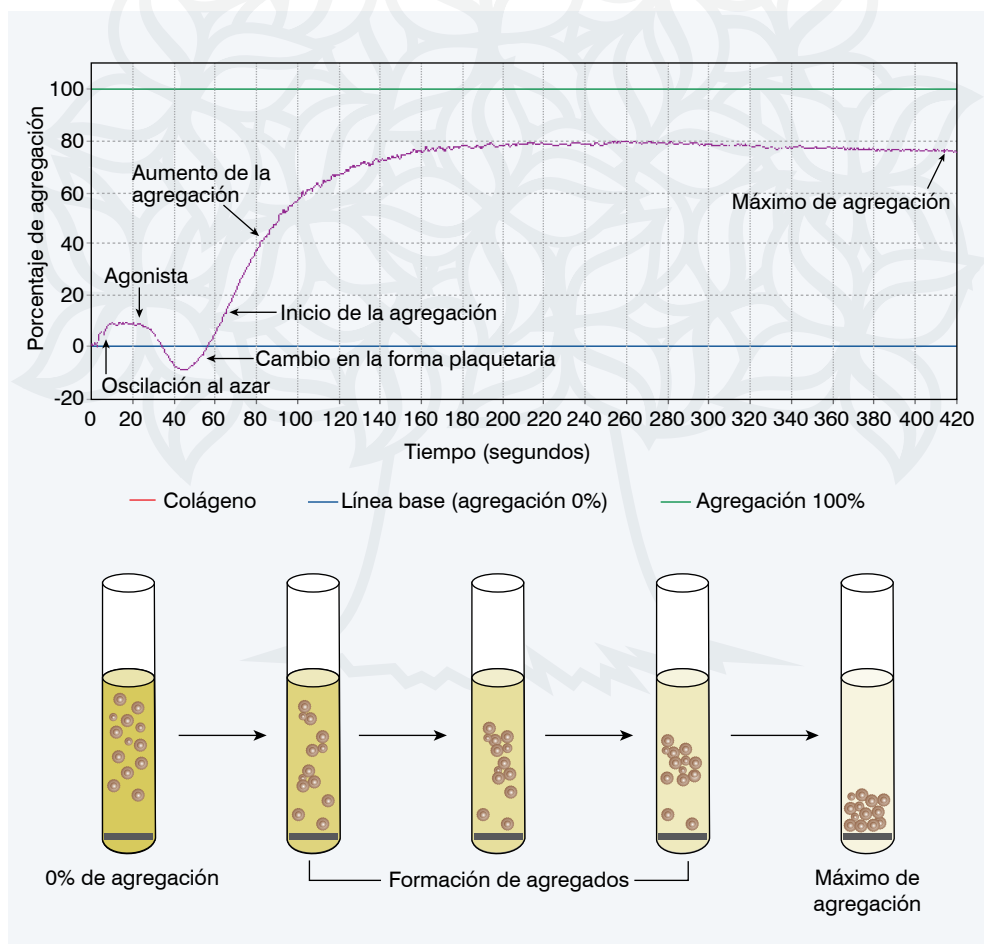 Porcentaje de agregación
100
80
60
40
20
0
-20
Aumento de la
agregación
Máximo de agregación
Agonista
Inicio de la agregación
Cambio en la forma plaquetaria
Oscilación al azar
0 20 40 60 80 100 120 140 160 180 200 220 240 260 280 300 320 340 360 380 400 420
Tiempo (segundos)
Colágeno Línea base (agregación 0%) Agregación 100%
0% de agregación
Formación de agregados
Máximo de
agregación